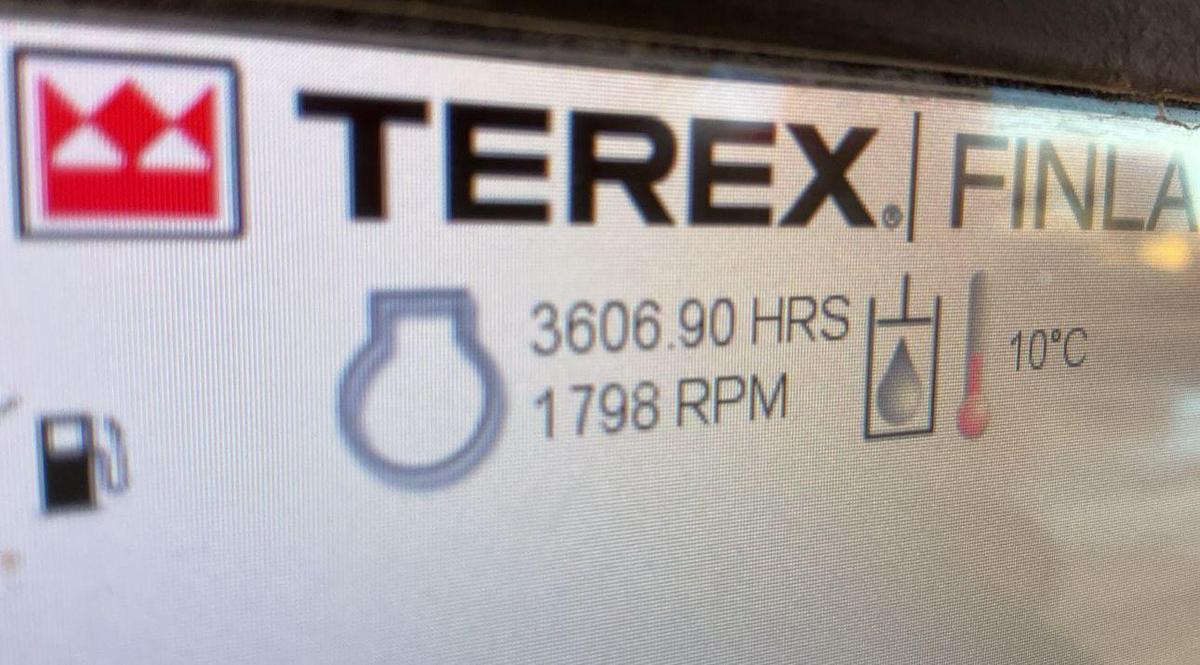 TEREX® | FINLA
3606.90 HRS
1798 RPM
10°C